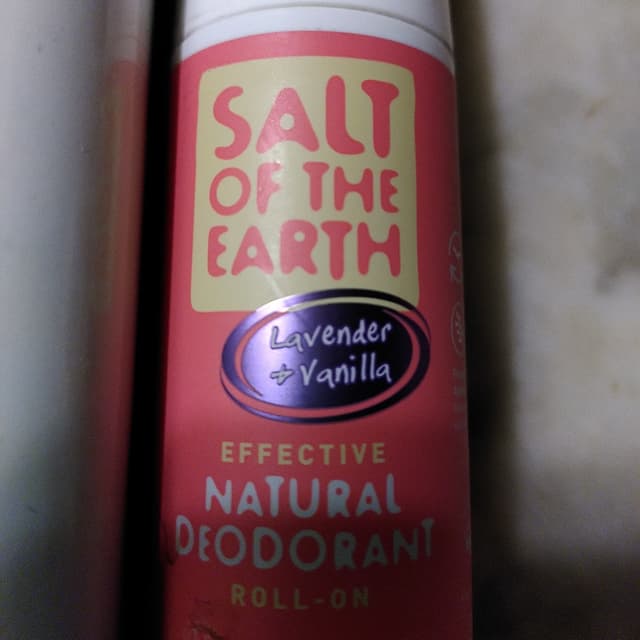 SALT
OF THE
EARTH
Lavender
+ Vanilla
EFFECTIVE
NATURAL
DEODORANT
ROLL-ON